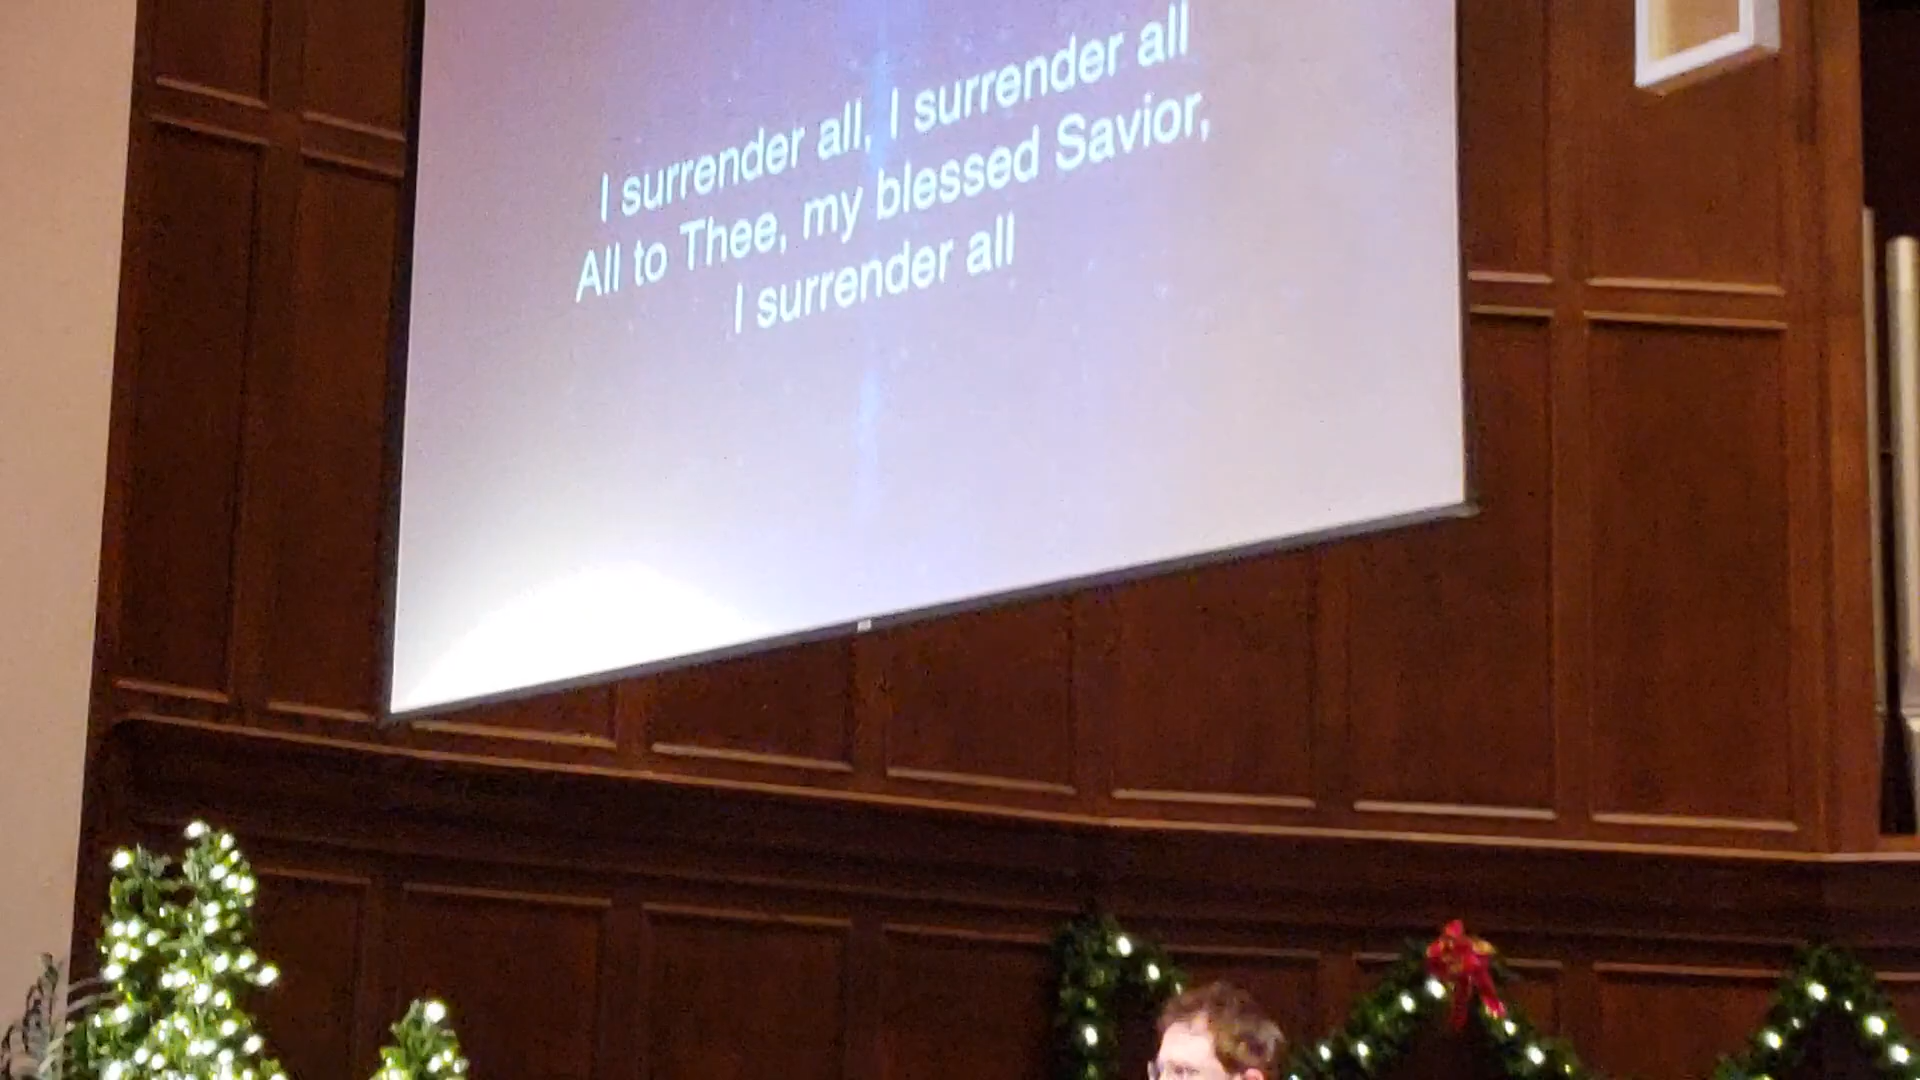 I surrender all, I surrender all
All to Thee, my blessed Savior,
I surrender all